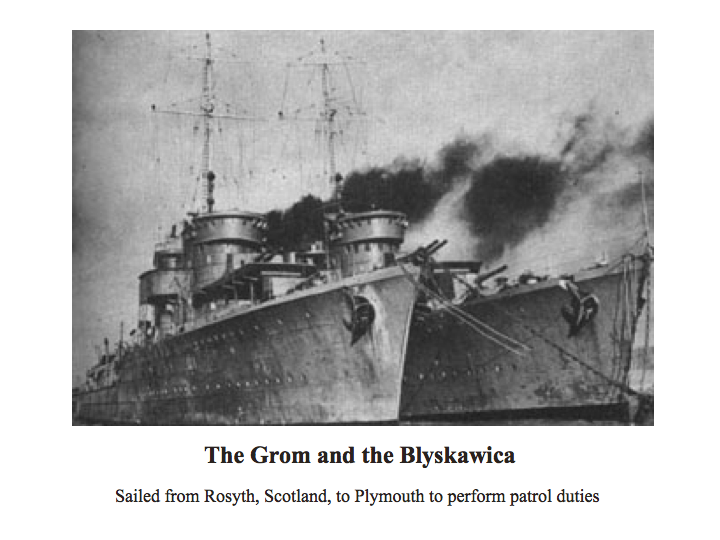 The Grom and the Blyskawica
Sailed from Rosyth, Scotland, to Plymouth to perform patrol duties